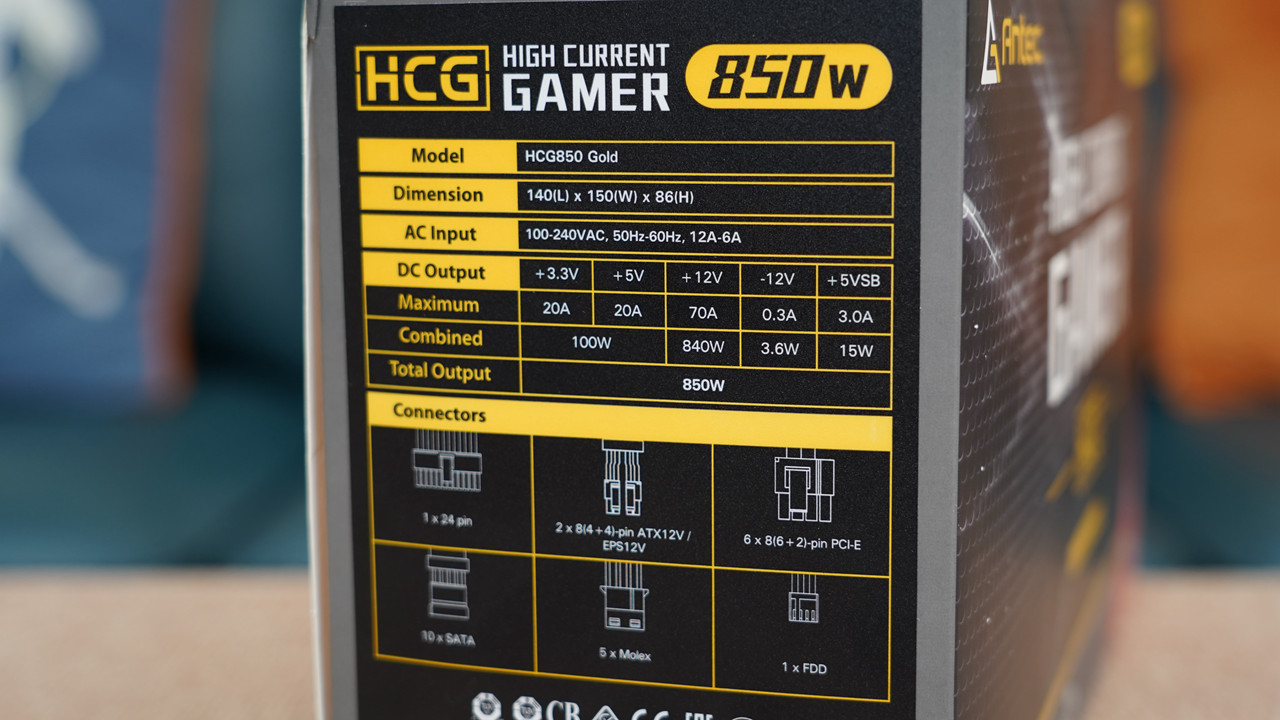 HCG HIGH CURRENT GAMER 850W
Antec
Model HCG850 Gold
Dimension 140(L) x 150(W) x 86(H)
AC Input 100-240VAC, 50Hz-60Hz, 12A-6A
DC Output +3.3V +5V +12V -12V +5VSB
Maximum 20A 20A 70A 0.3A 3.0A
Combined 100W 840W 3.6W 15W
Total Output 850W
Connectors
1 x 24 pin
2 x 8(4+4)-pin ATX12V /
EPS12V
6 x 8(6+2)-pin PCI-E
10 x SATA
5 x Molex
1 x FDD